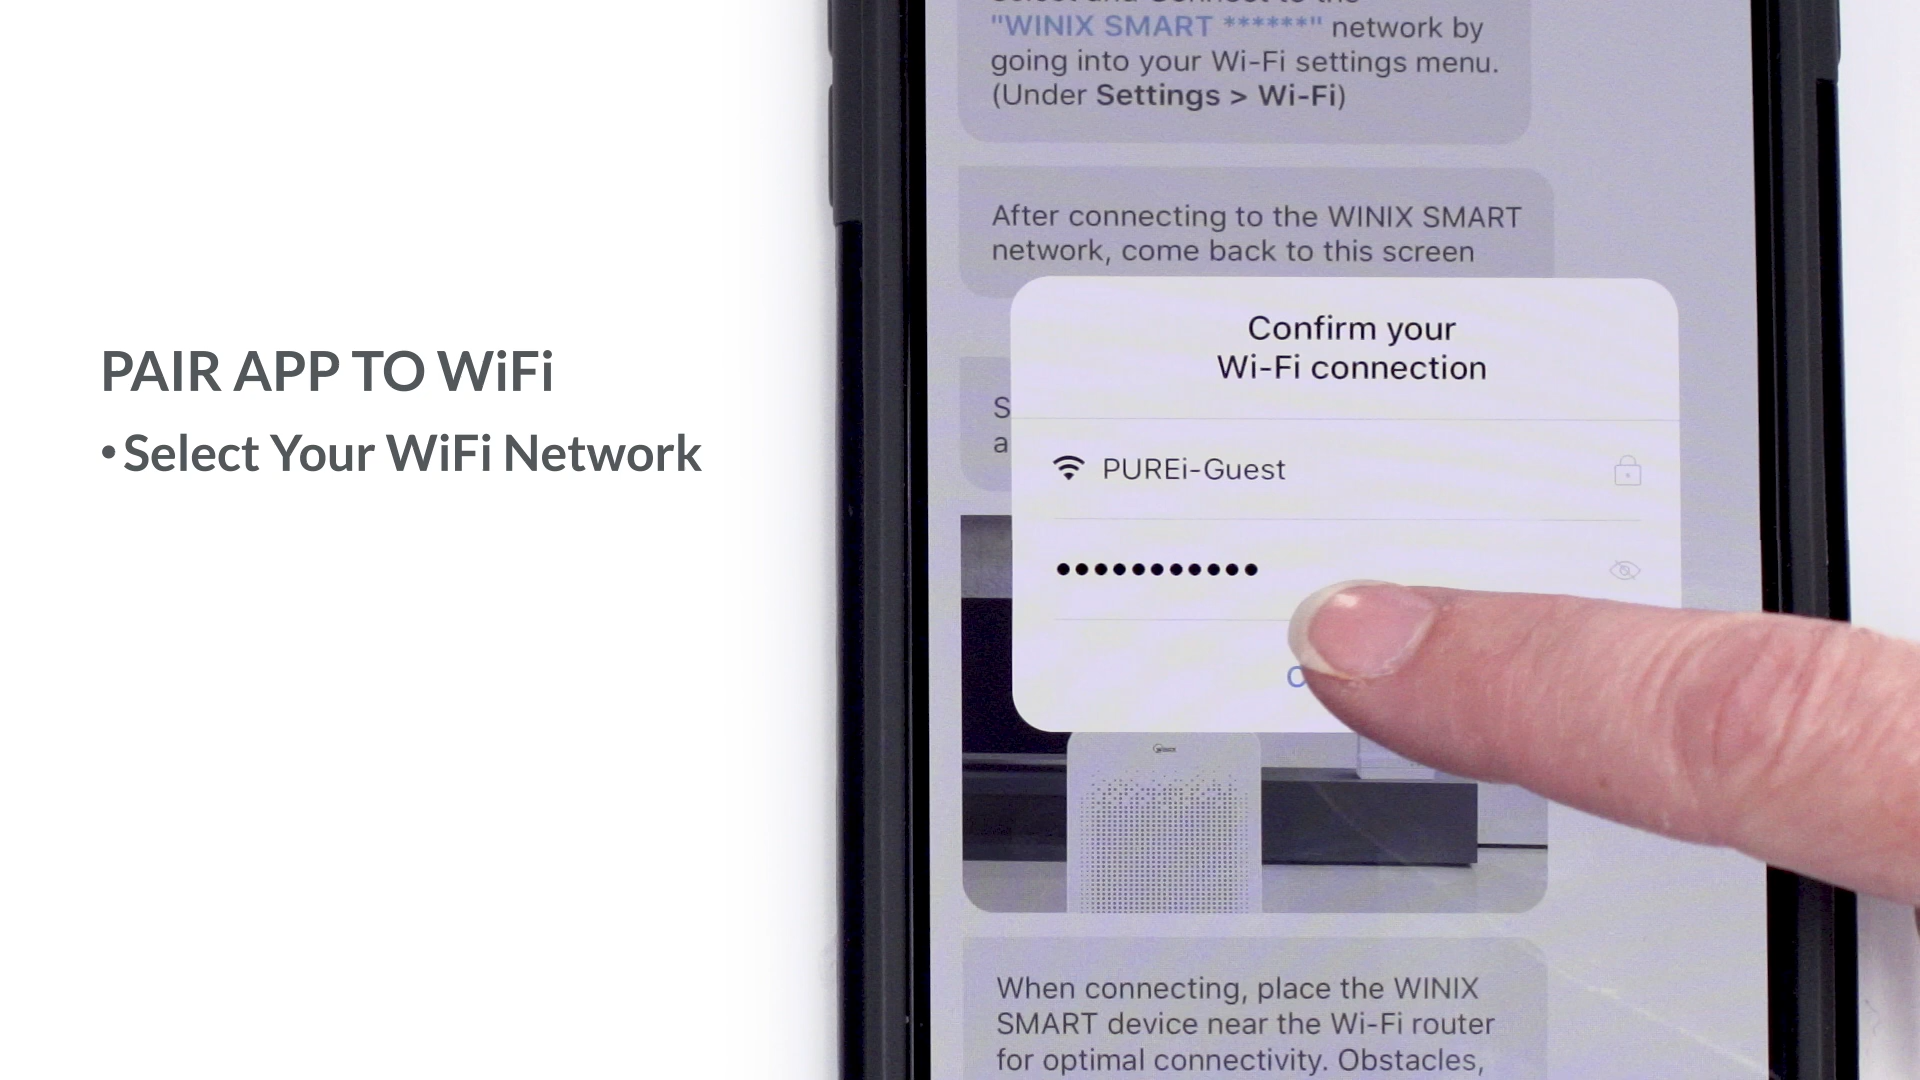 PAIR APP TO WiFi
• Select Your WiFi Network
"WINIX SMART ******" network by
going into your Wi-Fi settings menu.
(Under Settings > Wi-Fi)
After connecting to the WINIX SMART
network, come back to this screen
Confirm your
Wi-Fi connection
S
a
PUREi-Guest
•••••••••••
C
WINIX
When connecting, place the WINIX
SMART device near the Wi-Fi router
for optimal connectivity. Obstacles,